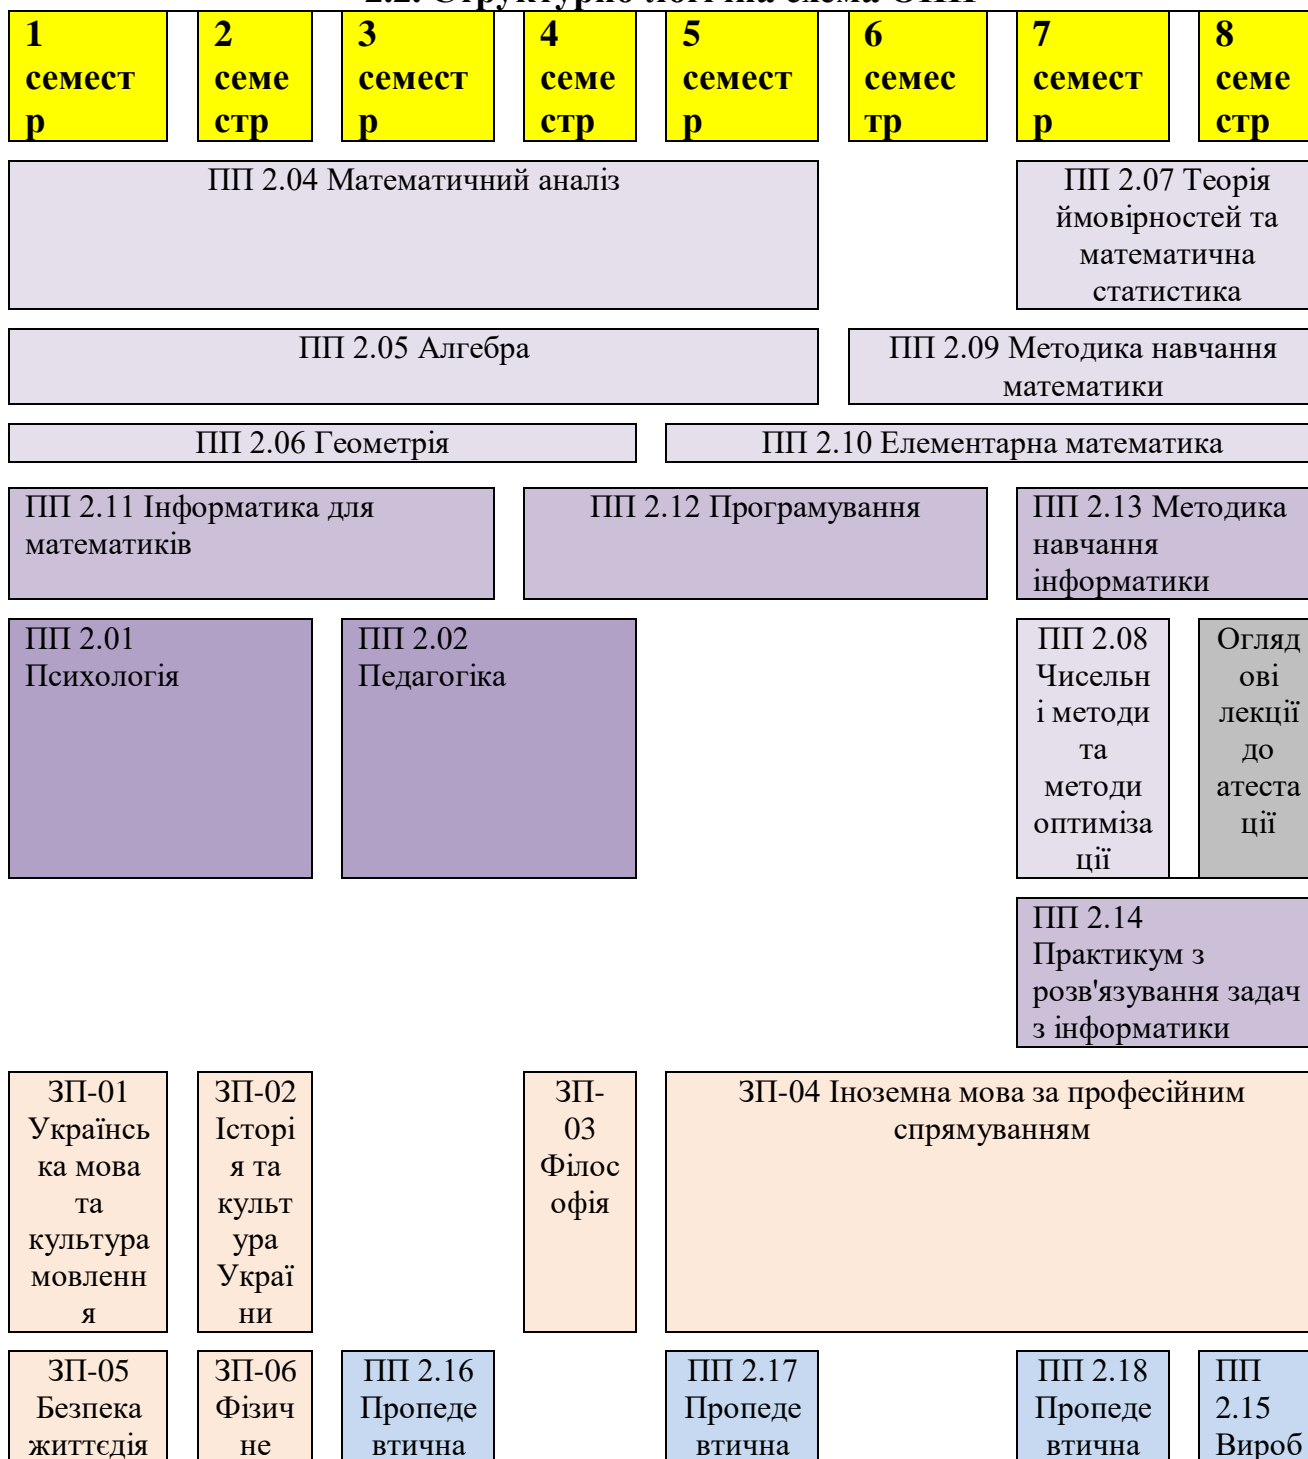 1 семест р
2 семе стр
3 семест р
4 семе стр
5 семест р
6 семес тр
7 семест р
8 семе стр
ПП 2.04 Математичний аналіз
ПП 2.07 Теорія
ймовірностей та
математична
статистика
ПП 2.05 Алгебра
ПП 2.09 Методика навчання
математики
ПП 2.06 Геометрія
ПП 2.10 Елементарна математика
ПП 2.11 Інформатика для
математиків
ПП 2.12 Програмування
ПП 2.13 Методика
навчання
інформатики
ПП 2.01
Психологія
ПП 2.02
Педагогіка
ПП 2.08
Чисельн
і методи
та
методи
оптиміза
ції
Огляд
ові
лекції
до
атеста
ції
ПП 2.14
Практикум з
розв'язування задач
з інформатики
ЗП-01
Українсь
ка мова
та
культура
мовленн
я
ЗП-02
Історі
я та
культ
ура
Украї
ни
ЗП-
03
Філос
офія
ЗП-04 Іноземна мова за професійним
спрямуванням
ЗП-05
Безпека
життєдія
ЗП-06
Фізич
не
ПП 2.16
Пропеде
втична
ПП 2.17
Пропеде
втична
ПП 2.18
Пропеде
втична
ПП
2.15
Вироб